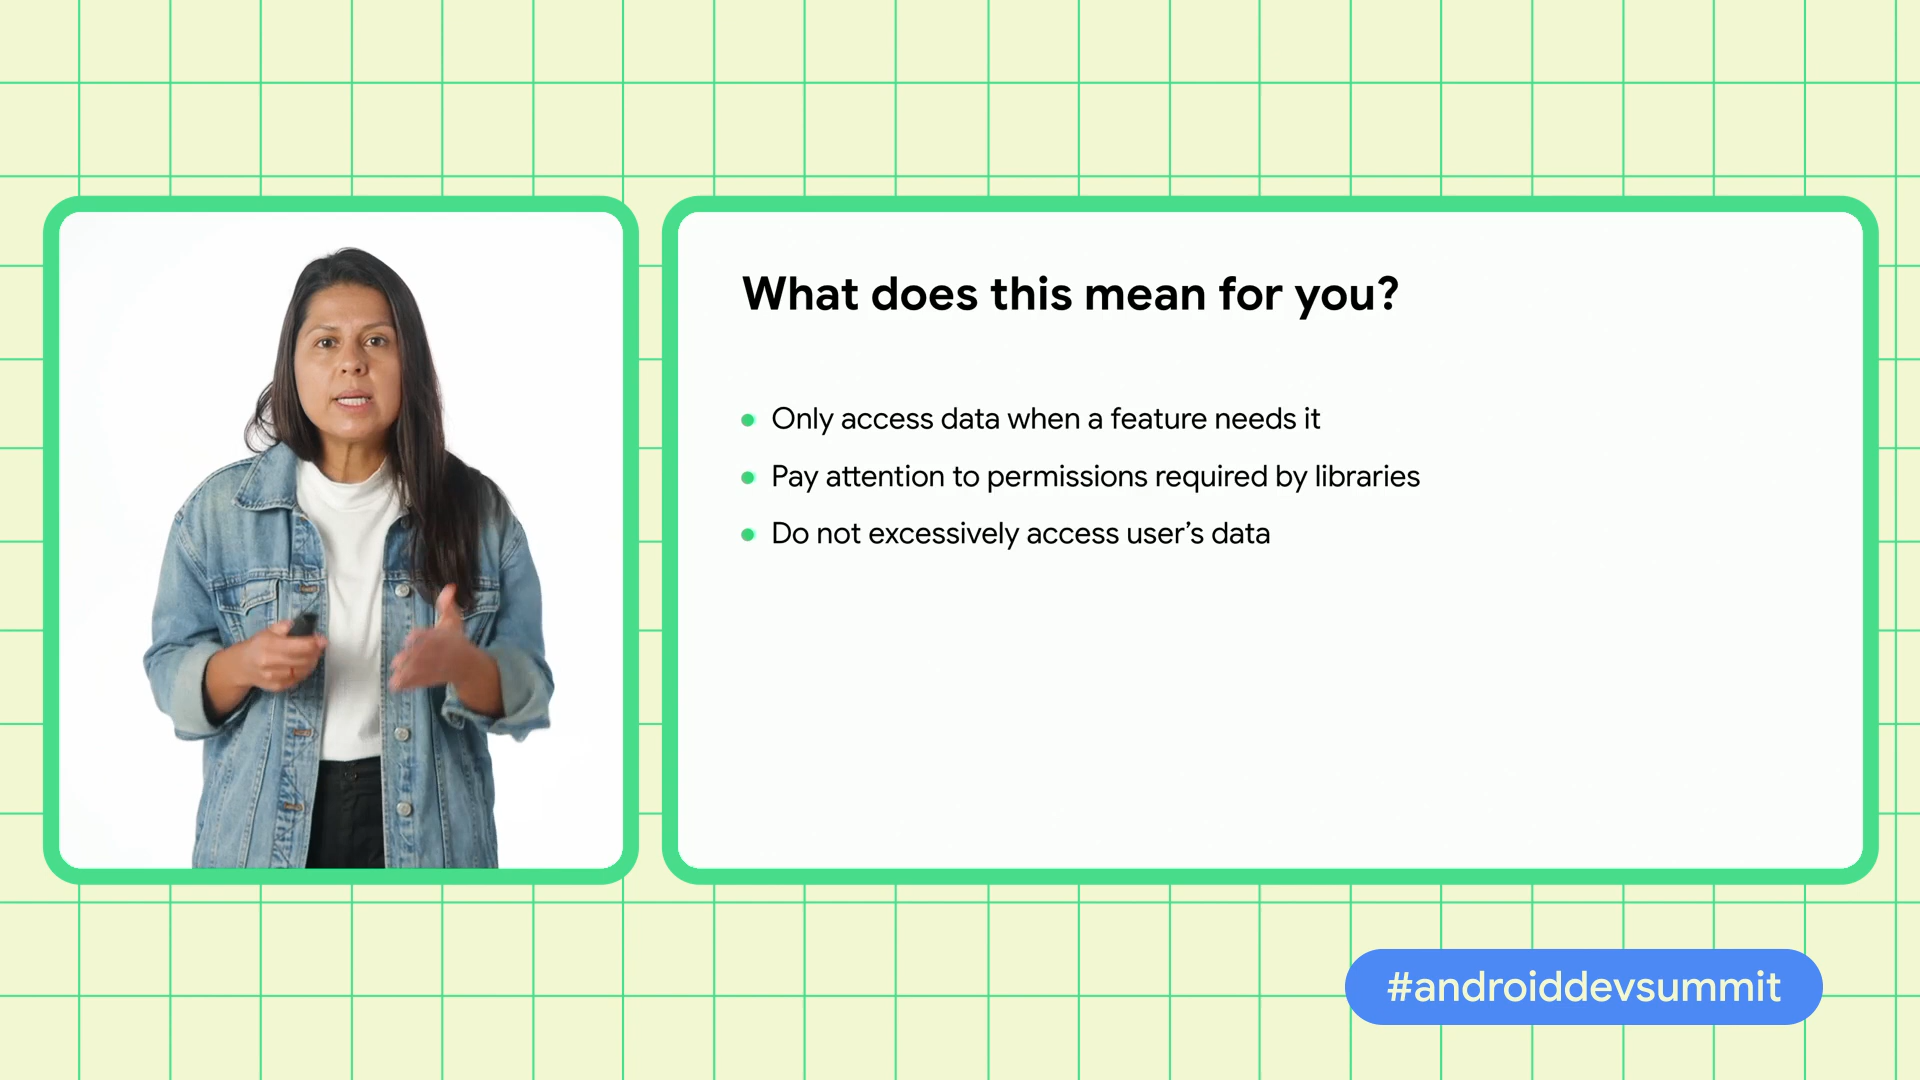 What does this mean for you?
Only access data when a feature needs it
Pay attention to permissions required by libraries
Do not excessively access user’s data
#androiddevsummit